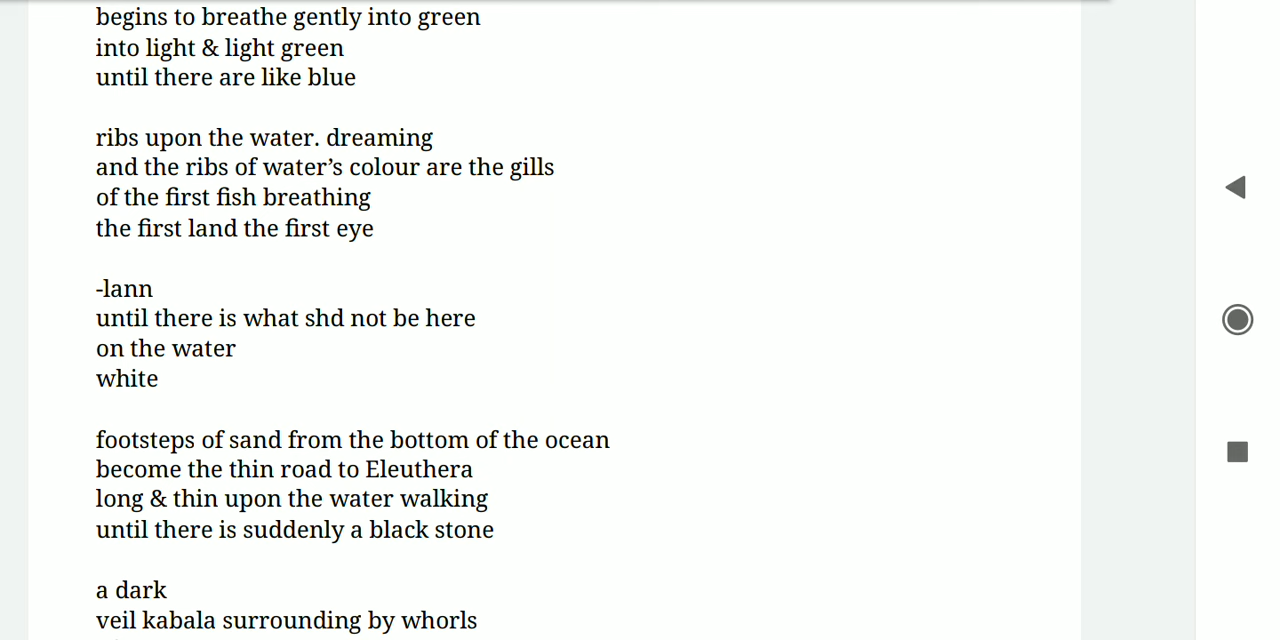 begins to breathe gently into green
into light & light green
until there are like blue
ribs upon the water. dreaming
and the ribs of water’s colour are the gills
of the first fish breathing
the first land the first eye
-lann
until there is what shd not be here
on the water
white
footsteps of sand from the bottom of the ocean
become the thin road to Eleuthera
long & thin upon the water walking
until there is suddenly a black stone
a dark
veil kabala surrounding by whorls